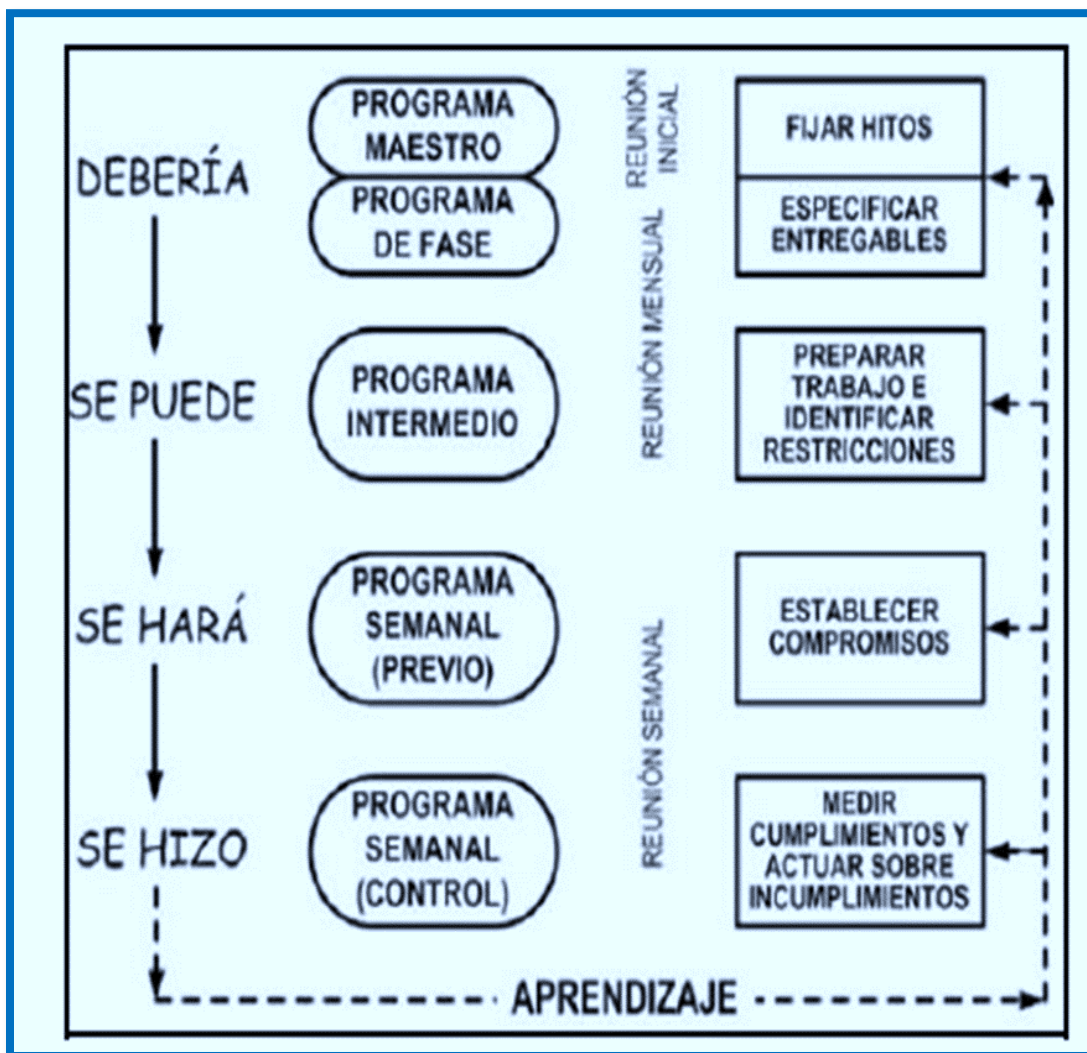 DEBERÍA
PROGRAMA
MAESTRO
PROGRAMA
DE FASE
REUNIÓN
INICIAL
FIJAR HITOS
ESPECIFICAR
ENTREGABLES
SE PUEDE
PROGRAMA
INTERMEDIO
REUNIÓN MENSUAL
PREPARAR
TRABAJO E
IDENTIFICAR
RESTRICCIONES
SE HARÁ
PROGRAMA
SEMANAL
(PREVIO)
REUNIÓN SEMANAL
ESTABLECER
COMPROMISOS
SE HIZO
PROGRAMA
SEMANAL
(CONTROL)
MEDIR
CUMPLIMIENTOS Y
ACTUAR SOBRE
INCUMPLIMIENTOS
APRENDIZAJE